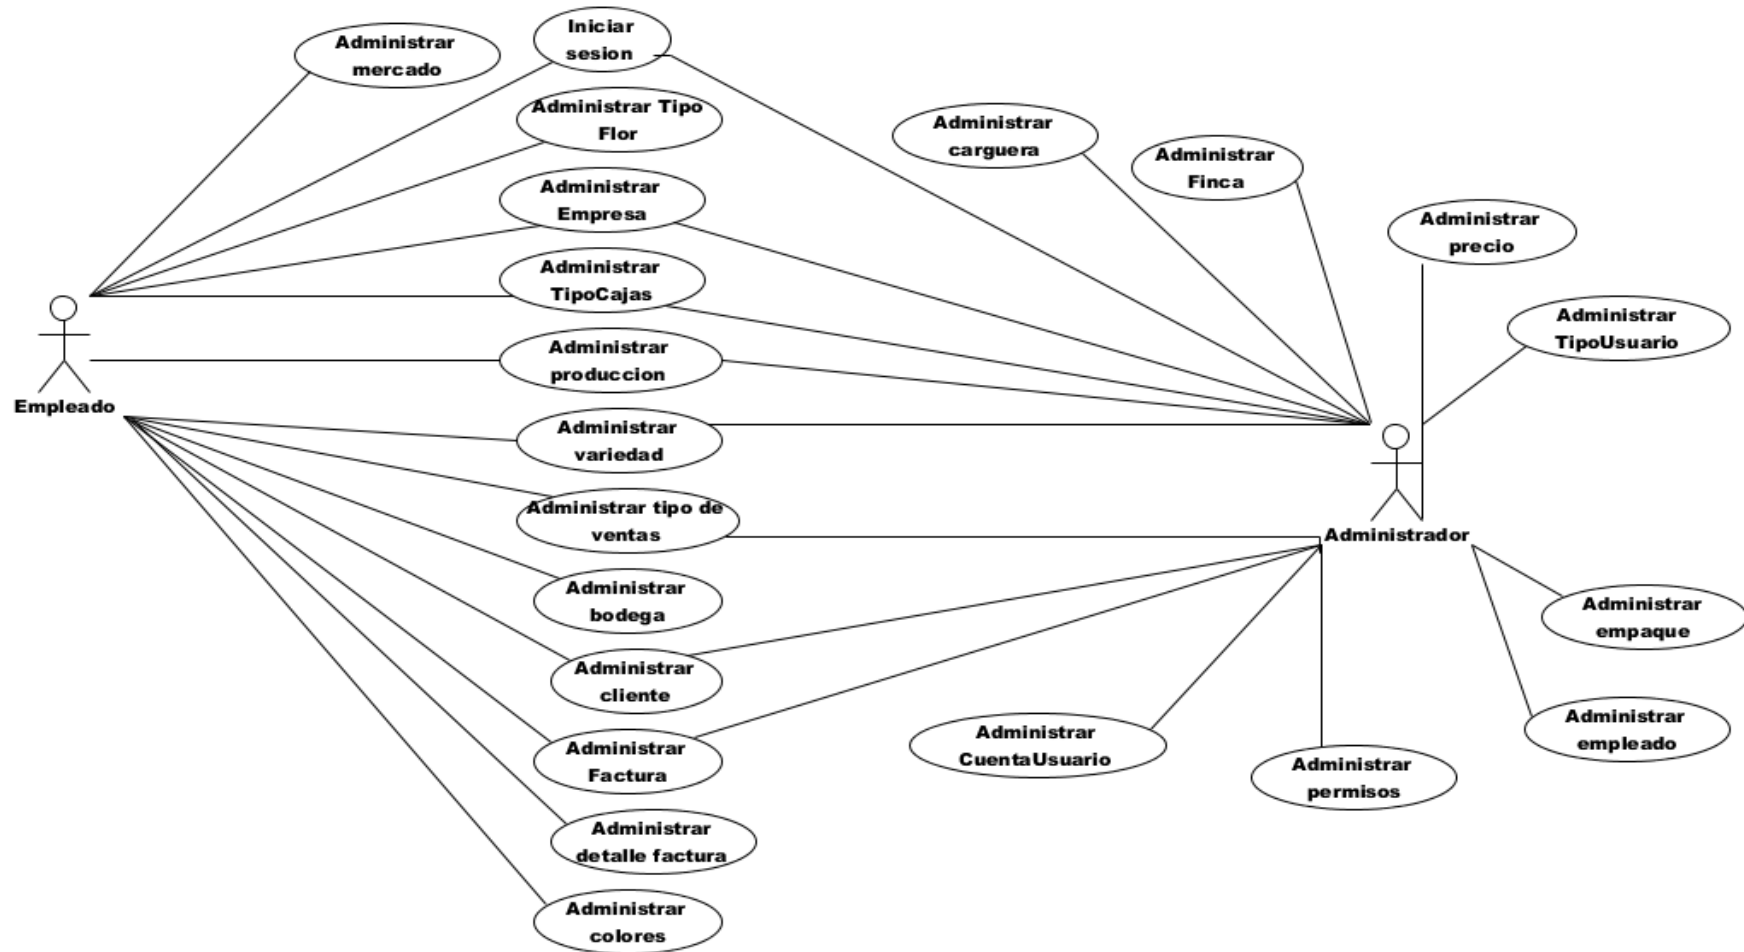 Administrar
mercado
Iniciar
sesion
Administrar Tipo
Flor
Administrar
carguera
Administrar
Finca
Administrar
Empresa
Administrar
precio
Administrar
TipoCajas
Administrar
TipoUsuario
Administrar
produccion
Empleado
Administrar
variedad
Administrar tipo de
ventas
Administrador
Administrar
bodega
Administrar
empaque
Administrar
cliente
Administrar
Factura
Administrar
CuentaUsuario
Administrar
permisos
Administrar
empleado
Administrar
detalle factura
Administrar
colores